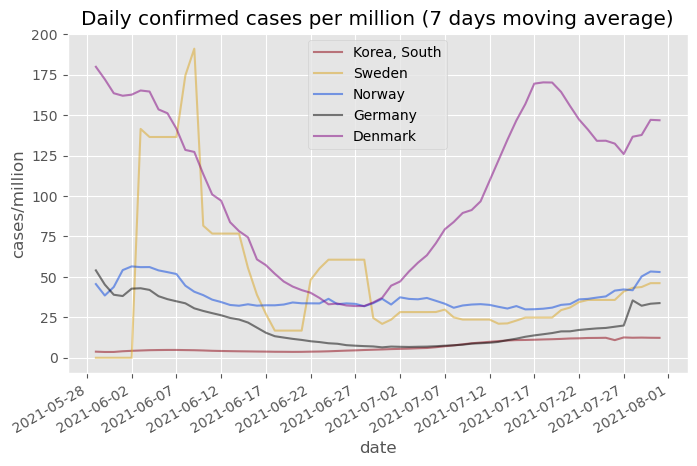 Daily confirmed cases per million (7 days moving average)
200
175
150
125
100
75
50
25
0
cases/million
Korea, South
Sweden
Norway
Germany
Denmark
2021-05-28
2021-06-02
2021-06-07
2021-06-12
2021-06-17
2021-06-22
2021-06-27
2021-07-02
2021-07-07
2021-07-12
2021-07-17
2021-07-22
2021-07-27
2021-08-01
date